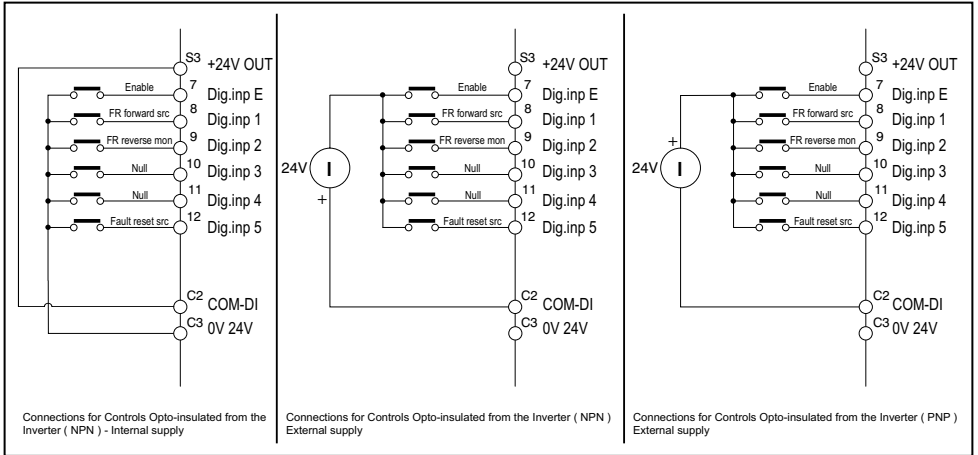 S3 +24V OUT
Enable 7 Dig.inp E
FR forward src 8 Dig.inp 1
FR reverse mon 9 Dig.inp 2
Null 10 Dig.inp 3
Null 11 Dig.inp 4
Fault reset src 12 Dig.inp 5
C2 COM-DI
C3 0V 24V
Connections for Controls Opto-insulated from the
Inverter ( NPN ) - Internal supply
S3 +24V OUT
Enable 7 Dig.inp E
FR forward src 8 Dig.inp 1
FR reverse mon 9 Dig.inp 2
24V I Null 10 Dig.inp 3
+
Null 11 Dig.inp 4
Fault reset src 12 Dig.inp 5
C2 COM-DI
C3 0V 24V
Connections for Controls Opto-insulated from the Inverter ( NPN )
External supply
S3 +24V OUT
Enable 7 Dig.inp E
FR forward src 8 Dig.inp 1
+
FR reverse mon 9 Dig.inp 2
24V I Null 10 Dig.inp 3
Null 11 Dig.inp 4
Fault reset src 12 Dig.inp 5
C2 COM-DI
C3 0V 24V
Connections for Controls Opto-insulated from the Inverter ( PNP )
External supply